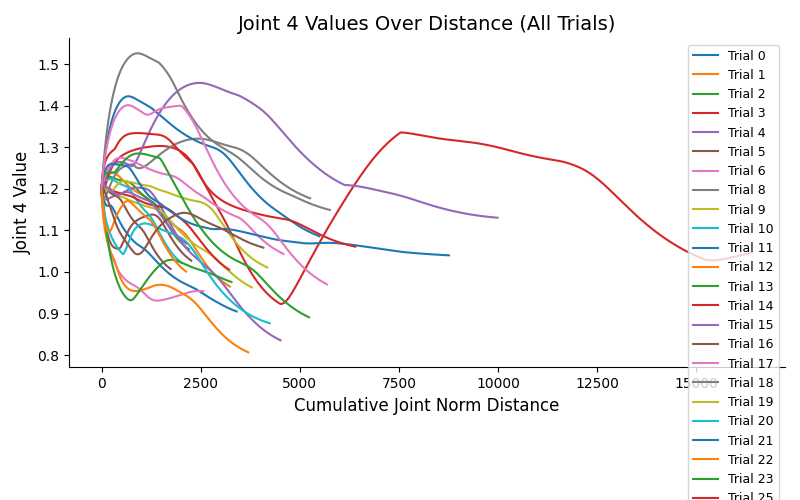 Joint 4 Values Over Distance (All Trials)
Joint 4 Value
1.5
1.4
1.3
1.2
1.1
1.0
0.9
0.8
0
2500
5000
7500
10000
12500
Cumulative Joint Norm Distance
Trial 0
Trial 1
Trial 2
Trial 3
Trial 4
Trial 5
Trial 6
Trial 8
Trial 9
Trial 10
Trial 11
Trial 12
Trial 13
Trial 14
Trial 15
Trial 16
Trial 17
Trial 18
Trial 19
Trial 20
Trial 21
Trial 22
Trial 23
Trial 25